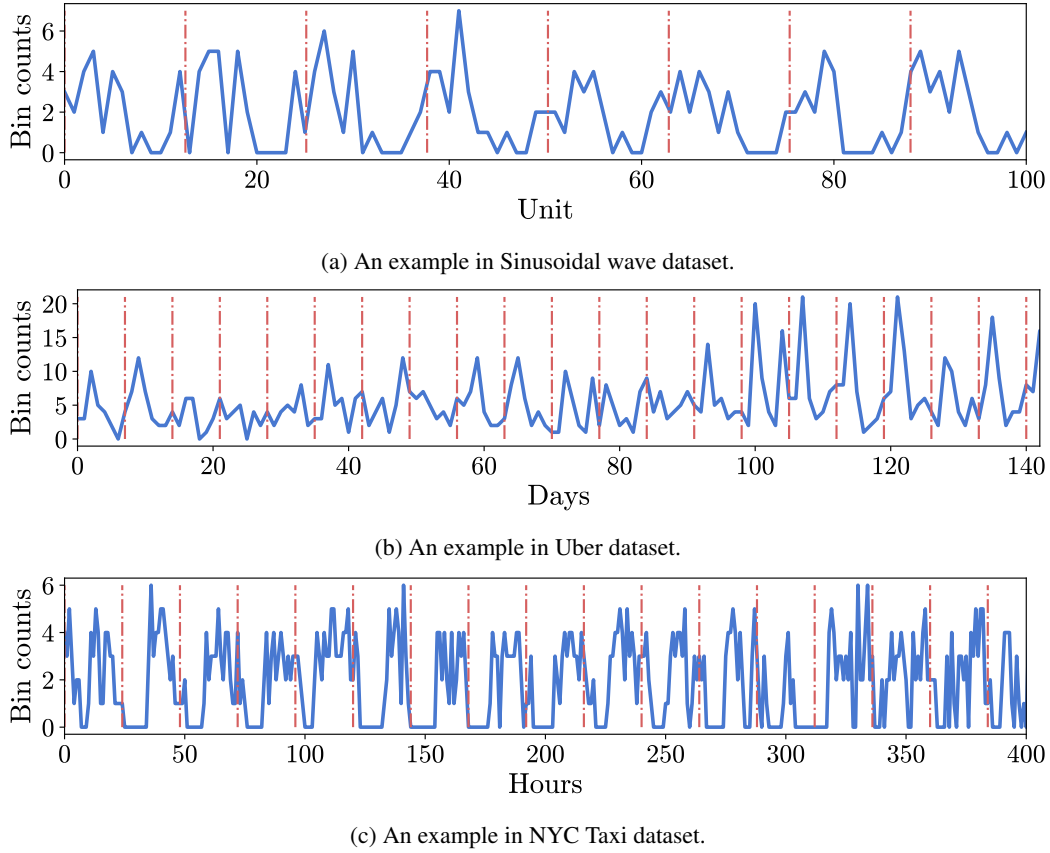 Bin counts
6
4
2
0
0 20 40 60 80 100
Unit
(a) An example in Sinusoidal wave dataset.
Bin counts
20
15
10
5
0
0 20 40 60 80 100 120 140
Days
(b) An example in Uber dataset.
Bin counts
6
4
2
0
0 50 100 150 200 250 300 350 400
Hours
(c) An example in NYC Taxi dataset.